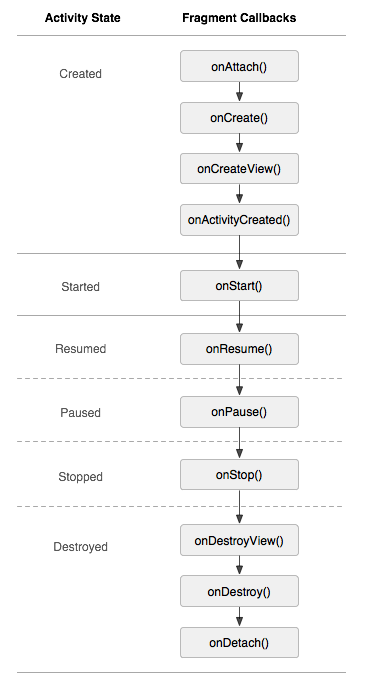 Activity State Fragment Callbacks
Created
onAttach()
onCreate()
onCreateView()
onActivityCreated()
Started
onStart()
Resumed
onResume()
Paused
onPause()
Stopped
onStop()
Destroyed
onDestroyView()
onDestroy()
onDetach()